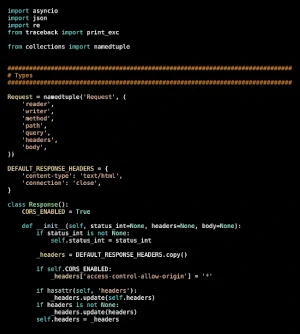 import asyncio
import json
import re
from traceback import print_exc
from collections import namedtuple
################################################################################
# Types
################################################################################
Request = namedtuple('Request', (
    'reader',
    'writer',
    'method',
    'path',
    'query',
    'headers',
    'body',
))
DEFAULT_RESPONSE_HEADERS = {
    'content-type': 'text/html',
    'connection': 'close',
}
class Response():
    CORS_ENABLED = True
    def __init__(self, status_int=None, headers=None, body=None):
        if status_int is not None:
            self.status_int = status_int
        _headers = DEFAULT_RESPONSE_HEADERS.copy()
        if self.CORS_ENABLED:
            _headers['access-control-allow-origin'] = '*'
        if hasattr(self, 'headers'):
            _headers.update(self.headers)
        if headers is not None:
            _headers.update(headers)
        self.headers = _headers